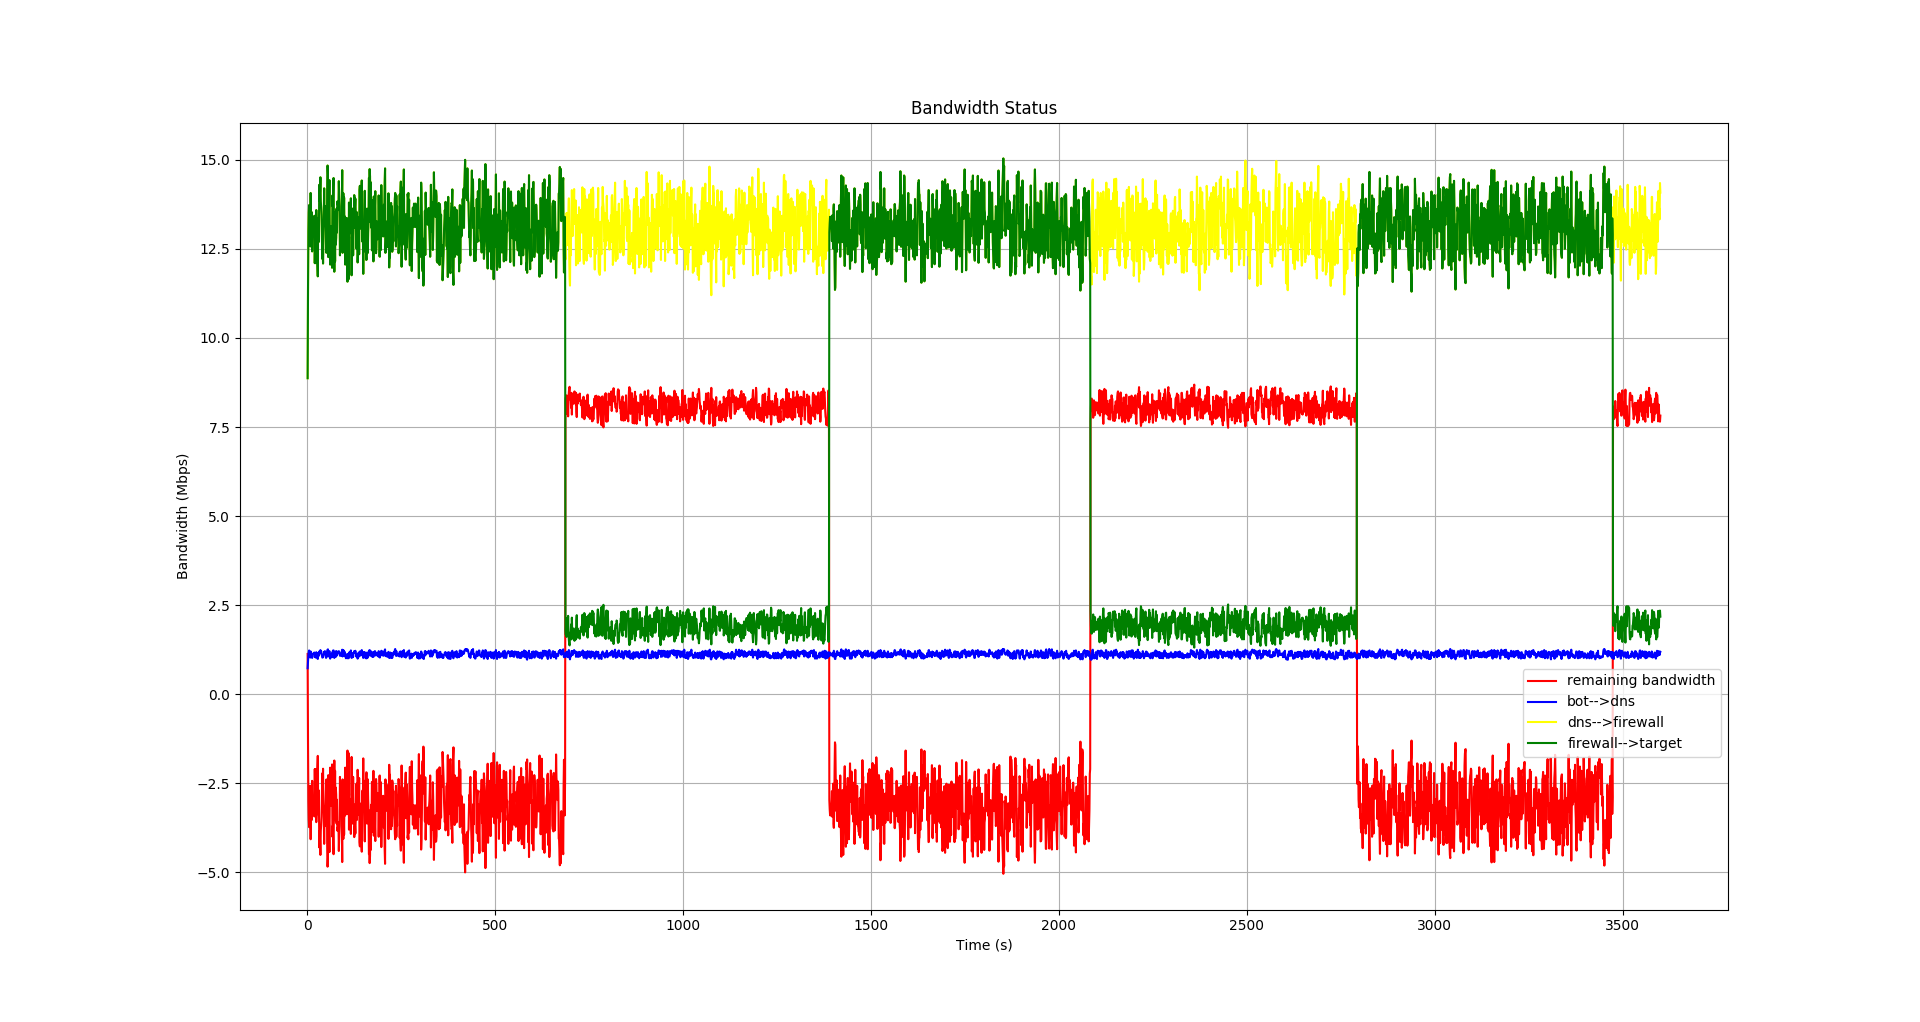 Bandwidth Status
Bandwidth (Mbps)
15.0
12.5
10.0
7.5
5.0
2.5
0.0
−2.5
−5.0
remaining bandwidth
bot-->dns
dns-->firewall
firewall-->target
0 500 1000 1500 2000 2500 3000 3500
Time (s)